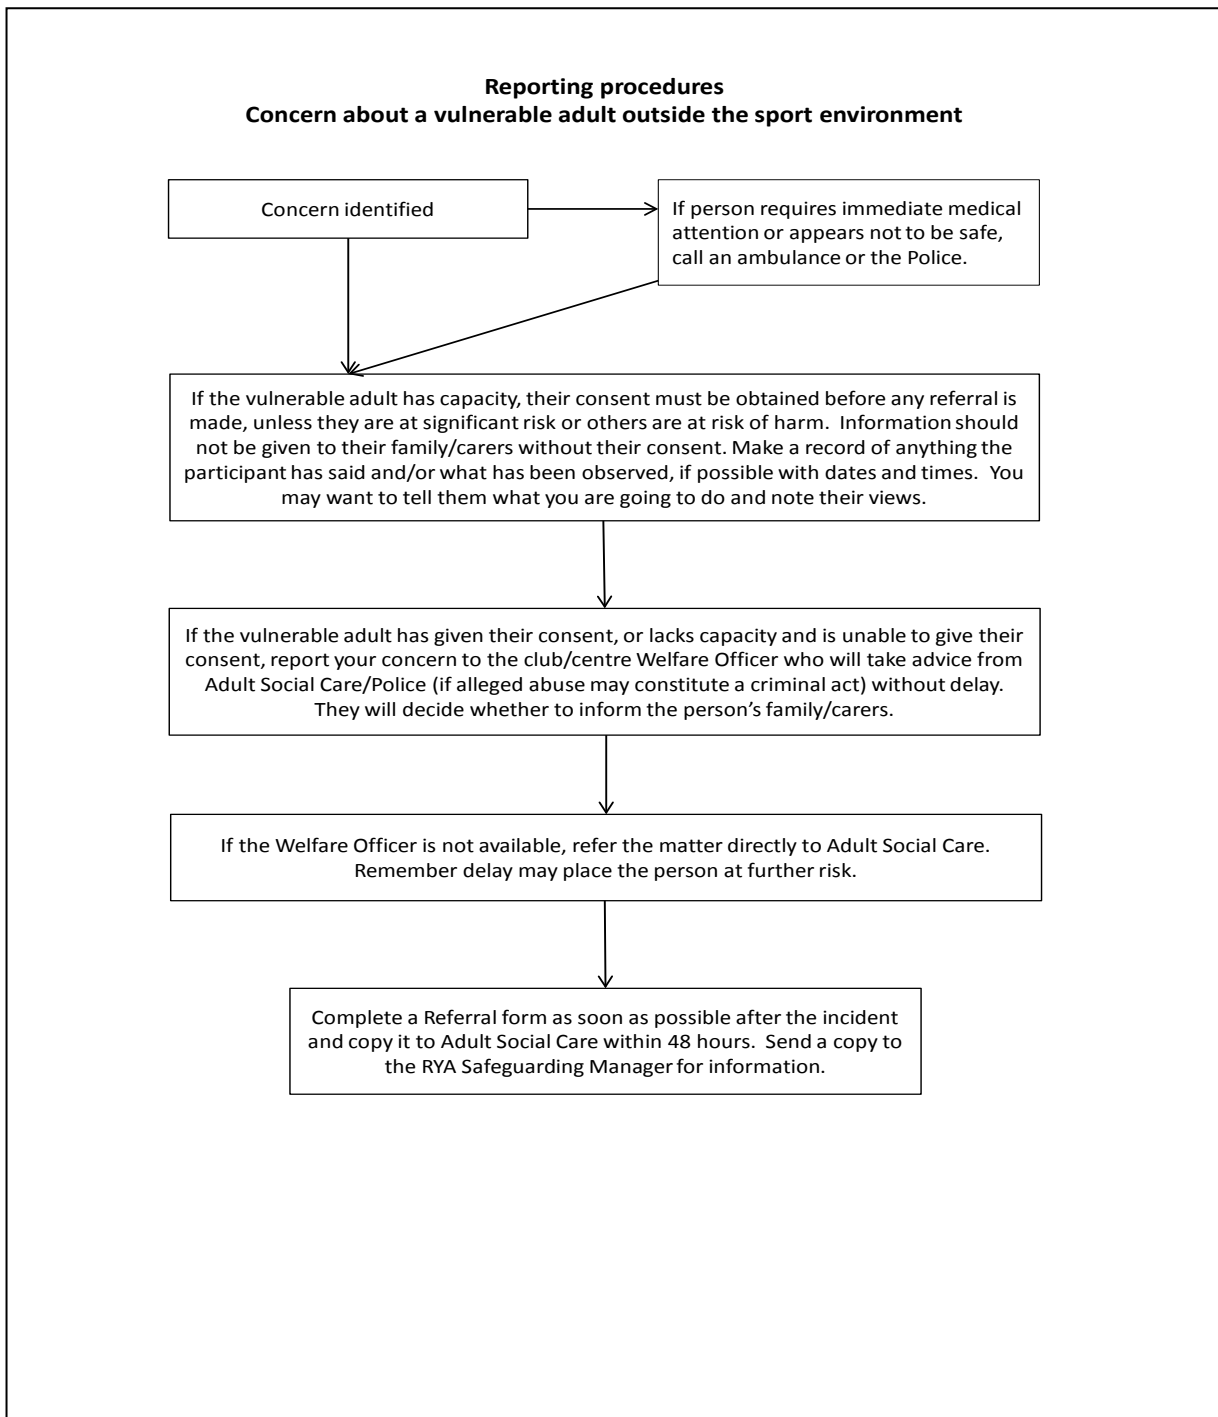 Reporting procedures
Concern about a vulnerable adult outside the sport environment
Concern identified
If person requires immediate medical
attention or appears not to be safe,
call an ambulance or the Police.
If the vulnerable adult has capacity, their consent must be obtained before any referral is
made, unless they are at significant risk or others are at risk of harm. Information should
not be given to their family/carers without their consent. Make a record of anything the
participant has said and/or what has been observed, if possible with dates and times. You
may want to tell them what you are going to do and note their views.
If the vulnerable adult has given their consent, or lacks capacity and is unable to give their
consent, report your concern to the club/centre Welfare Officer who will take advice from
Adult Social Care/Police (if alleged abuse may constitute a criminal act) without delay.
They will decide whether to inform the person’s family/carers.
If the Welfare Officer is not available, refer the matter directly to Adult Social Care.
Remember delay may place the person at further risk.
Complete a Referral form as soon as possible after the incident
and copy it to Adult Social Care within 48 hours. Send a copy to
the RYA Safeguarding Manager for information.